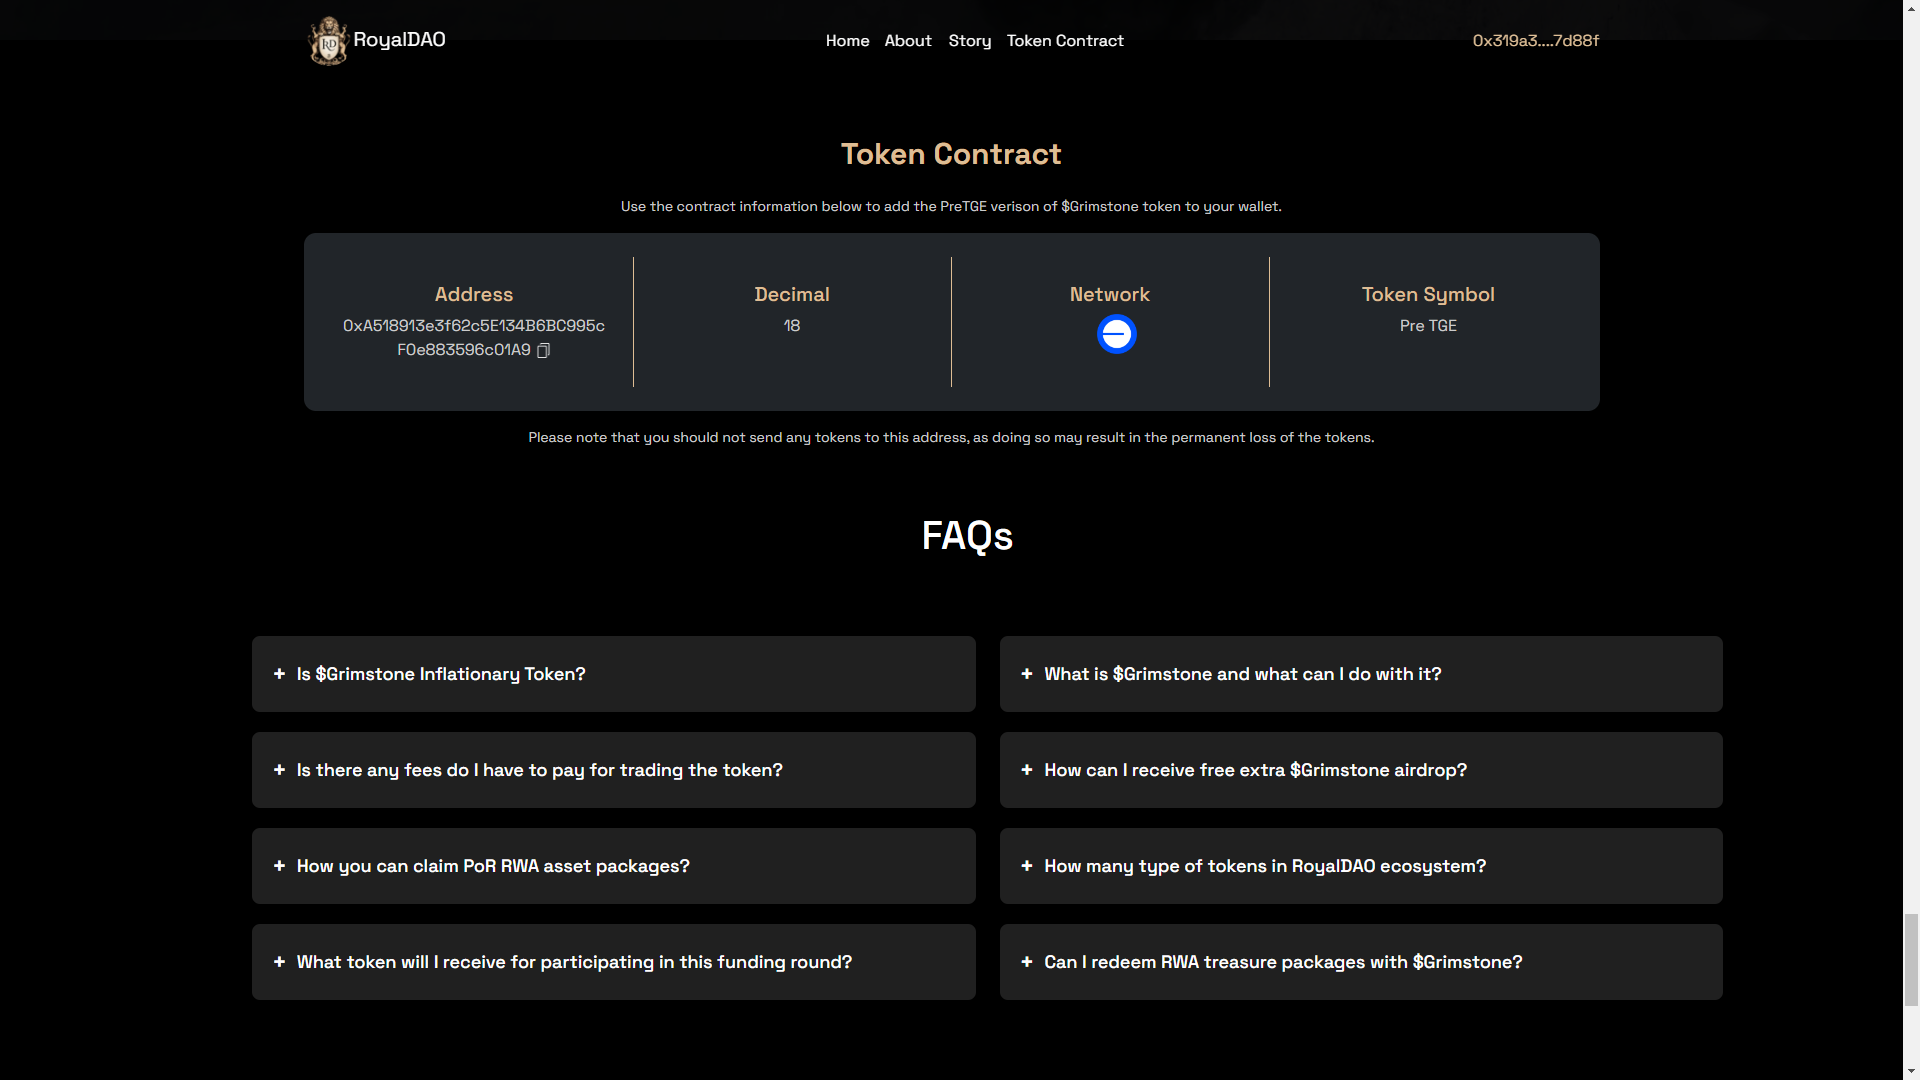 RoyalDAO
Home About Story Token Contract
0x319a3....7d88f
Token Contract
Use the contract information below to add the PreTGE verison of $Grimstone token to your wallet.
Address
0xA518913e3f62c5E134B6BC995c
F0e883596c01A9
Decimal
18
Network
Token Symbol
Pre TGE
Please note that you should not send any tokens to this address, as doing so may result in the permanent loss of the tokens.
FAQs
+ Is $Grimstone Inflationary Token?
+ What is $Grimstone and what can I do with it?
+ Is there any fees do I have to pay for trading the token?
+ How can I receive free extra $Grimstone airdrop?
+ How you can claim PoR RWA asset packages?
+ How many type of tokens in RoyalDAO ecosystem?
+ What token will I receive for participating in this funding round?
+ Can I redeem RWA treasure packages with $Grimstone?